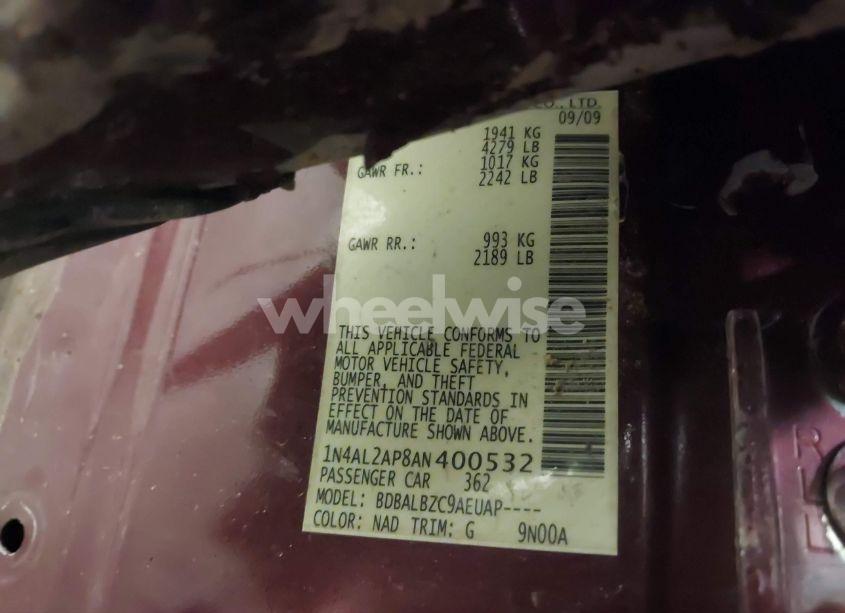 CO., LTD.
09/09
1941 KG
4279 LB
GAWR FR.: 1017 KG
2242 LB
GAWR RR.: 993 KG
2189 LB
wheelwise
THIS VEHICLE CONFORMS TO
ALL APPLICABLE FEDERAL
MOTOR VEHICLE SAFETY,
BUMPER, AND THEFT
PREVENTION STANDARDS IN
EFFECT ON THE DATE OF
MANUFACTURE SHOWN ABOVE.
1N4AL2AP8AN400532
PASSENGER CAR 362
MODEL: BDBALBZC9AEUAP----
COLOR: NAD TRIM: G 9N00A